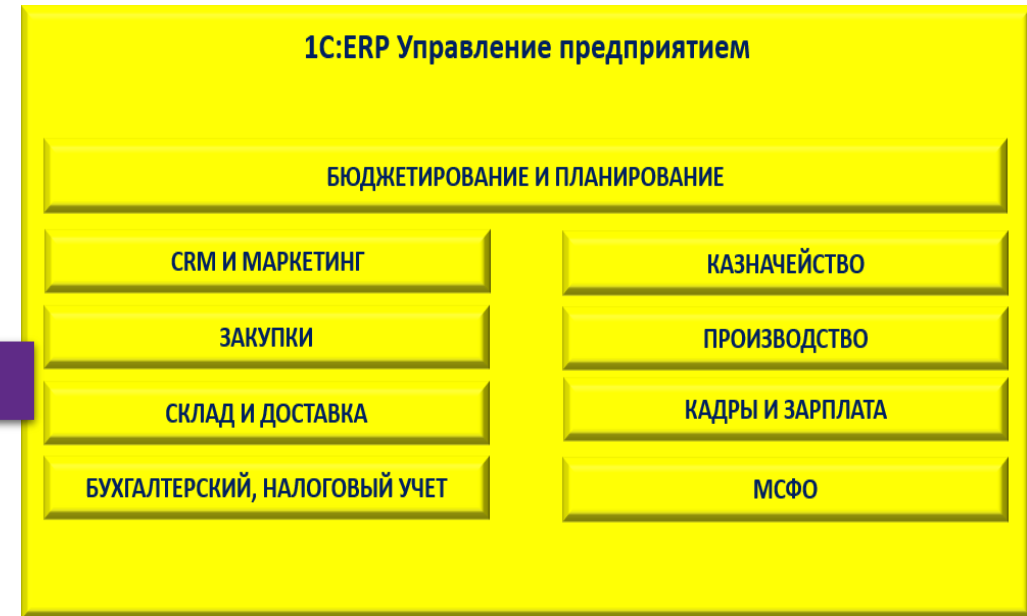 1С:ERP Управление предприятием
БЮДЖЕТИРОВАНИЕ И ПЛАНИРОВАНИЕ
CRM И МАРКЕТИНГ
КАЗНАЧЕЙСТВО
ЗАКУПКИ
ПРОИЗВОДСТВО
СКЛАД И ДОСТАВКА
КАДРЫ И ЗАРПЛАТА
БУХГАЛТЕРСКИЙ, НАЛОГОВЫЙ УЧЕТ
МСФО